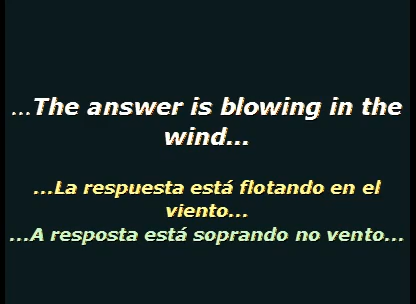 ...The answer is blowing in the
wind...
...La respuesta está flotando en el
viento...
...A resposta está soprando no vento...